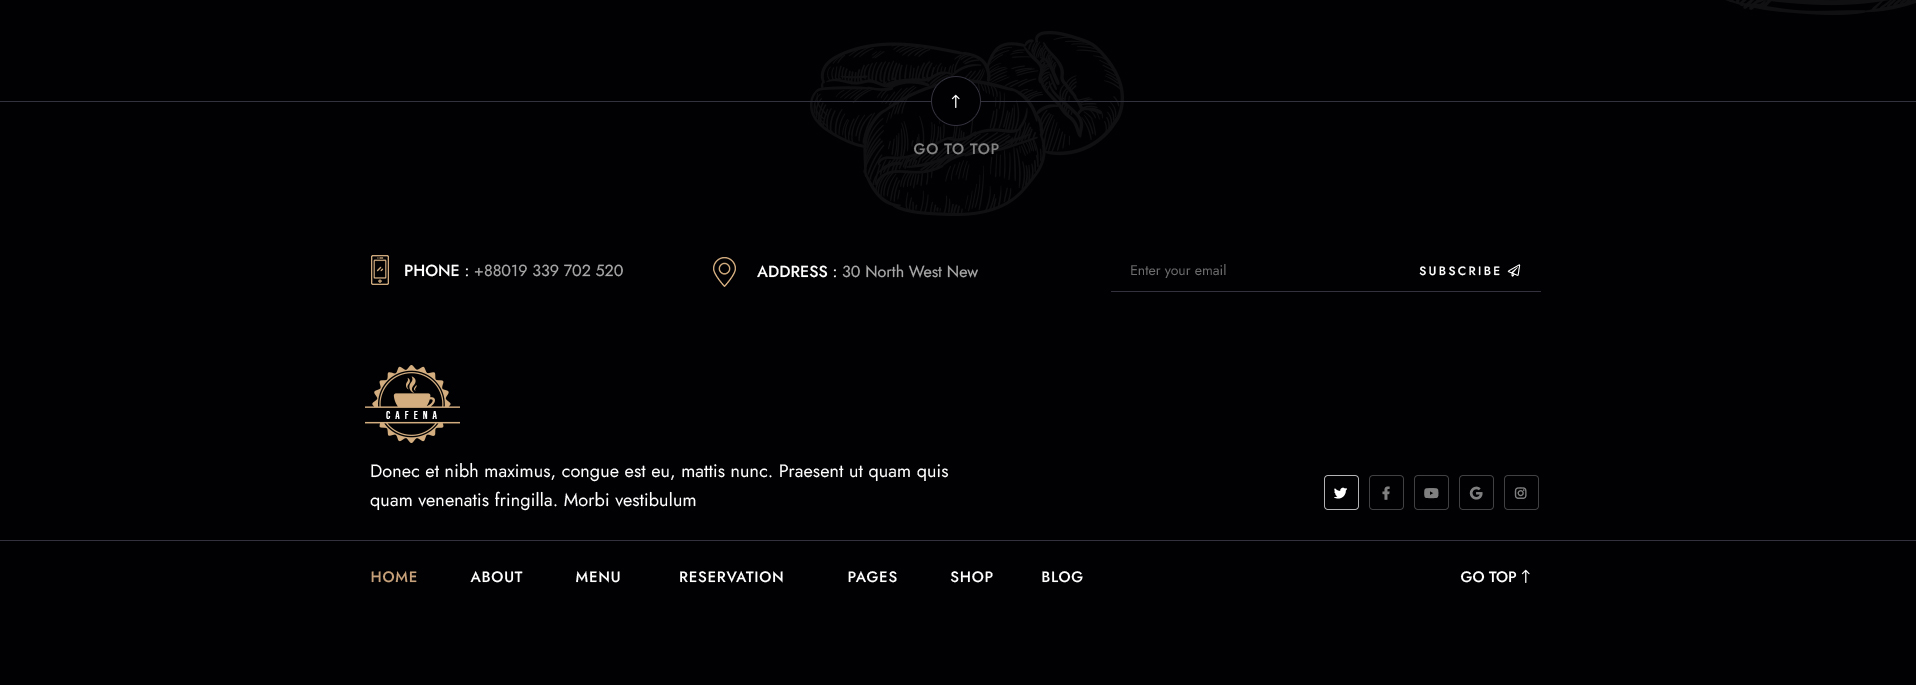 GO TO TOP
PHONE : +88019 339 702 520
ADDRESS : 30 North West New
Enter your email
SUBSCRIBE
CAFENA
Donec et nibh maximus, congue est eu, mattis nunc. Praesent ut quam quis
quam venenatis fringilla. Morbi vestibulum
HOME ABOUT MENU RESERVATION PAGES SHOP BLOG GO TOP